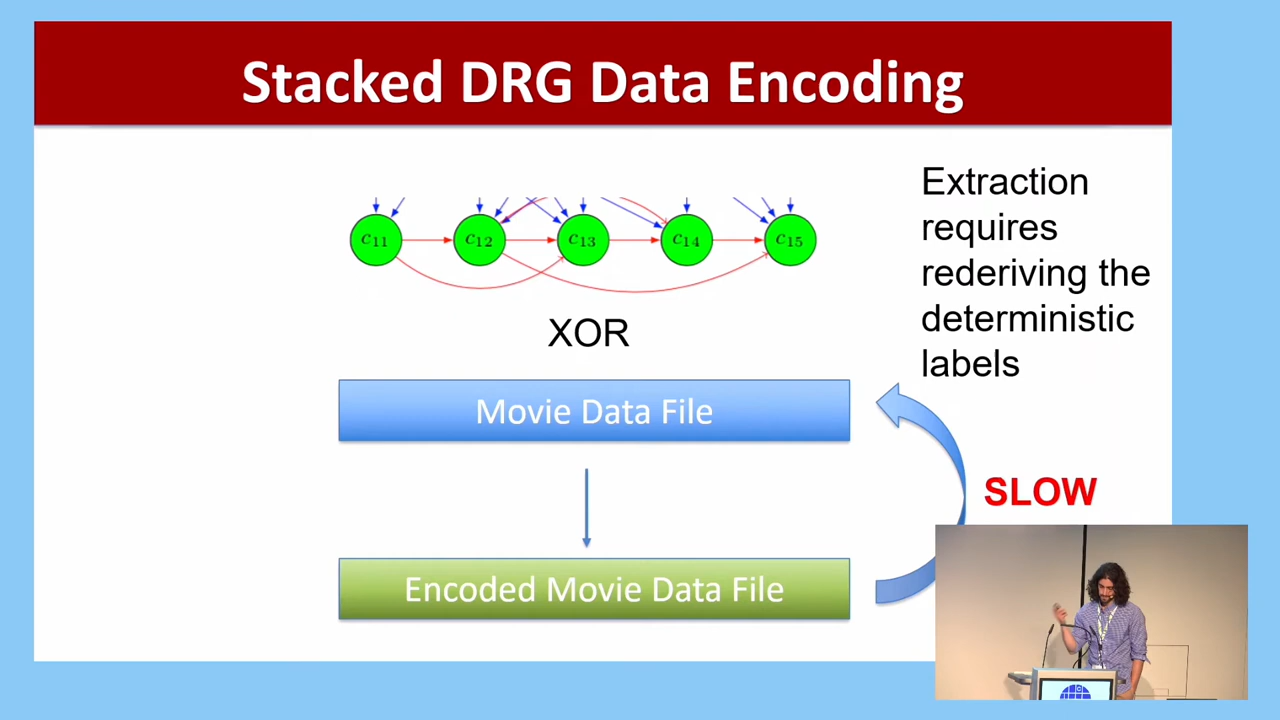 Stacked DRG Data Encoding
c11 c12 c13 c14 c15
XOR
Movie Data File
Encoded Movie Data File
Extraction
requires
rederiving the
deterministic
labels
SLOW